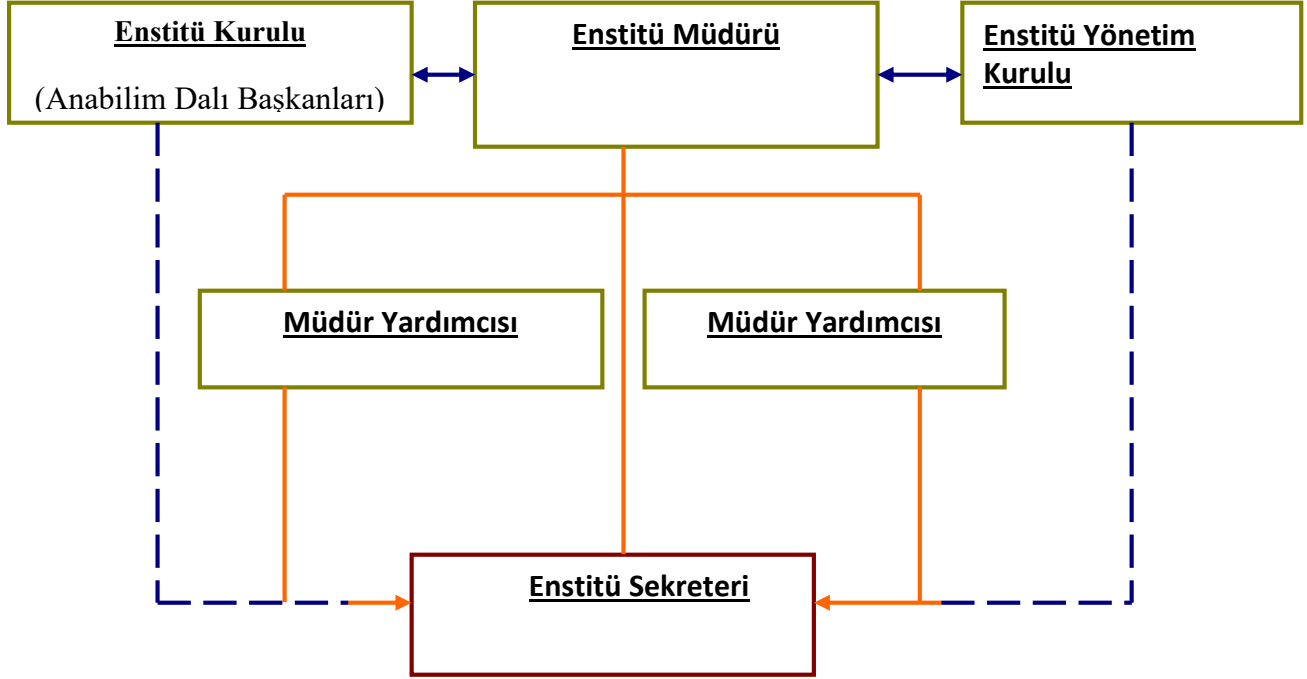 Enstitü Kurulu
(Anabilim Dalı Başkanları)
Enstitü Müdürü
Enstitü Yönetim
Kurulu
Müdür Yardımcısı
Müdür Yardımcısı
Enstitü Sekreteri